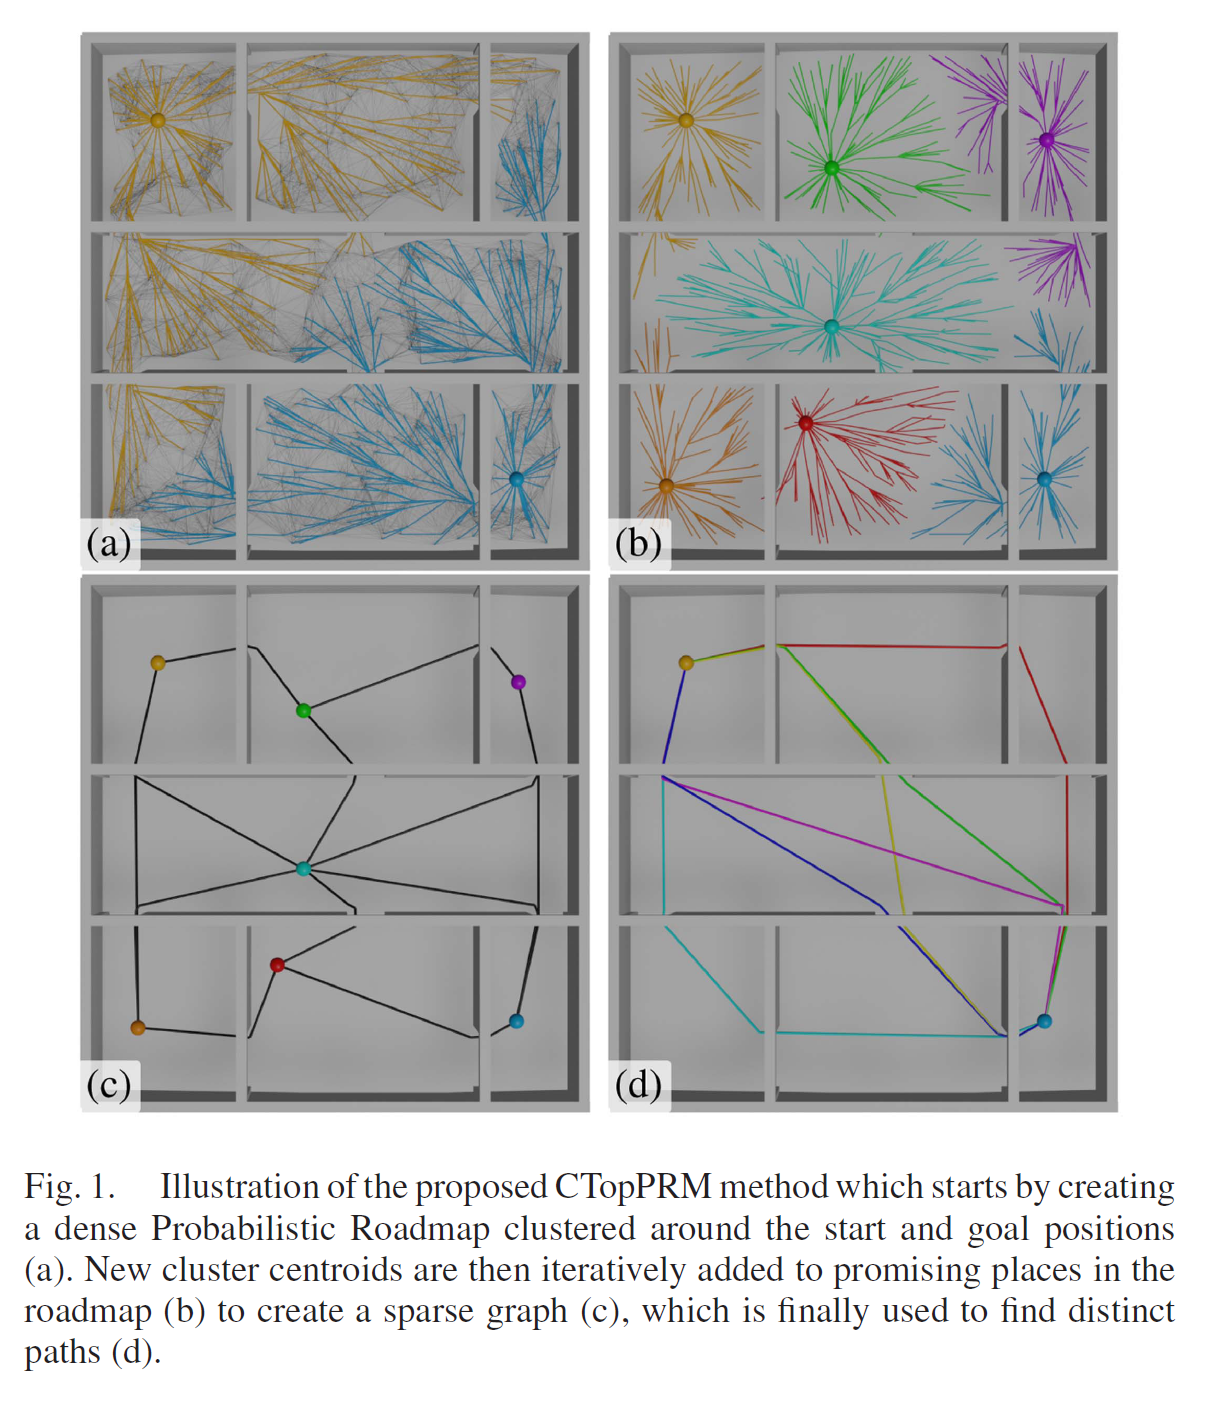 (a)
(b)
(c)
(d)
Fig. 1. Illustration of the proposed CTopPRM method which starts by creating
a dense Probabilistic Roadmap clustered around the start and goal positions
(a). New cluster centroids are then iteratively added to promising places in the
roadmap (b) to create a sparse graph (c), which is finally used to find distinct
paths (d).